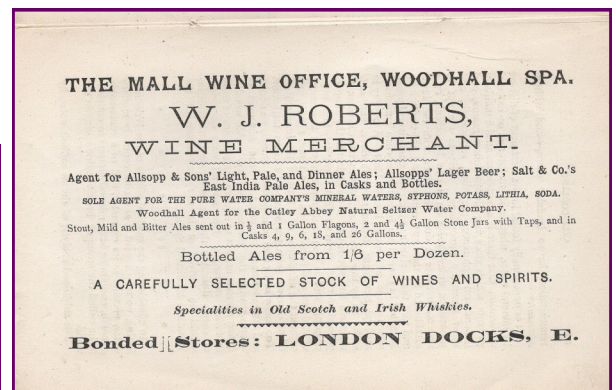 THE MALL WINE OFFICE, WOODHALL SPA.
W. J. ROBERTS,
WINE MERCHANT.
Agent for Allsopp & Sons' Light, Pale, and Dinner Ales; Allsopps' Lager Beer; Salt & Co.'s
East India Pale Ales, in Casks and Bottles.
SOLE AGENT FOR THE PURE WATER COMPANY'S MINERAL WATERS, SYPHONS, POTASS, LITHIA, SODA.
Woodhall Agent for the Catley Abbey Natural Seltzer Water Company.
Stout, Mild and Bitter Ales sent out in ½ and 1 Gallon Flagons, 2 and 4½ Gallon Stone Jars with Taps, and in
Casks 4, 9, 6, 18, and 26 Gallons.
Bottled Ales from 1/6 per Dozen.
A CAREFULLY SELECTED STOCK OF WINES AND SPIRITS.
Specialities in Old Scotch and Irish Whiskies.
Bonded Stores: LONDON DOCKS, E.